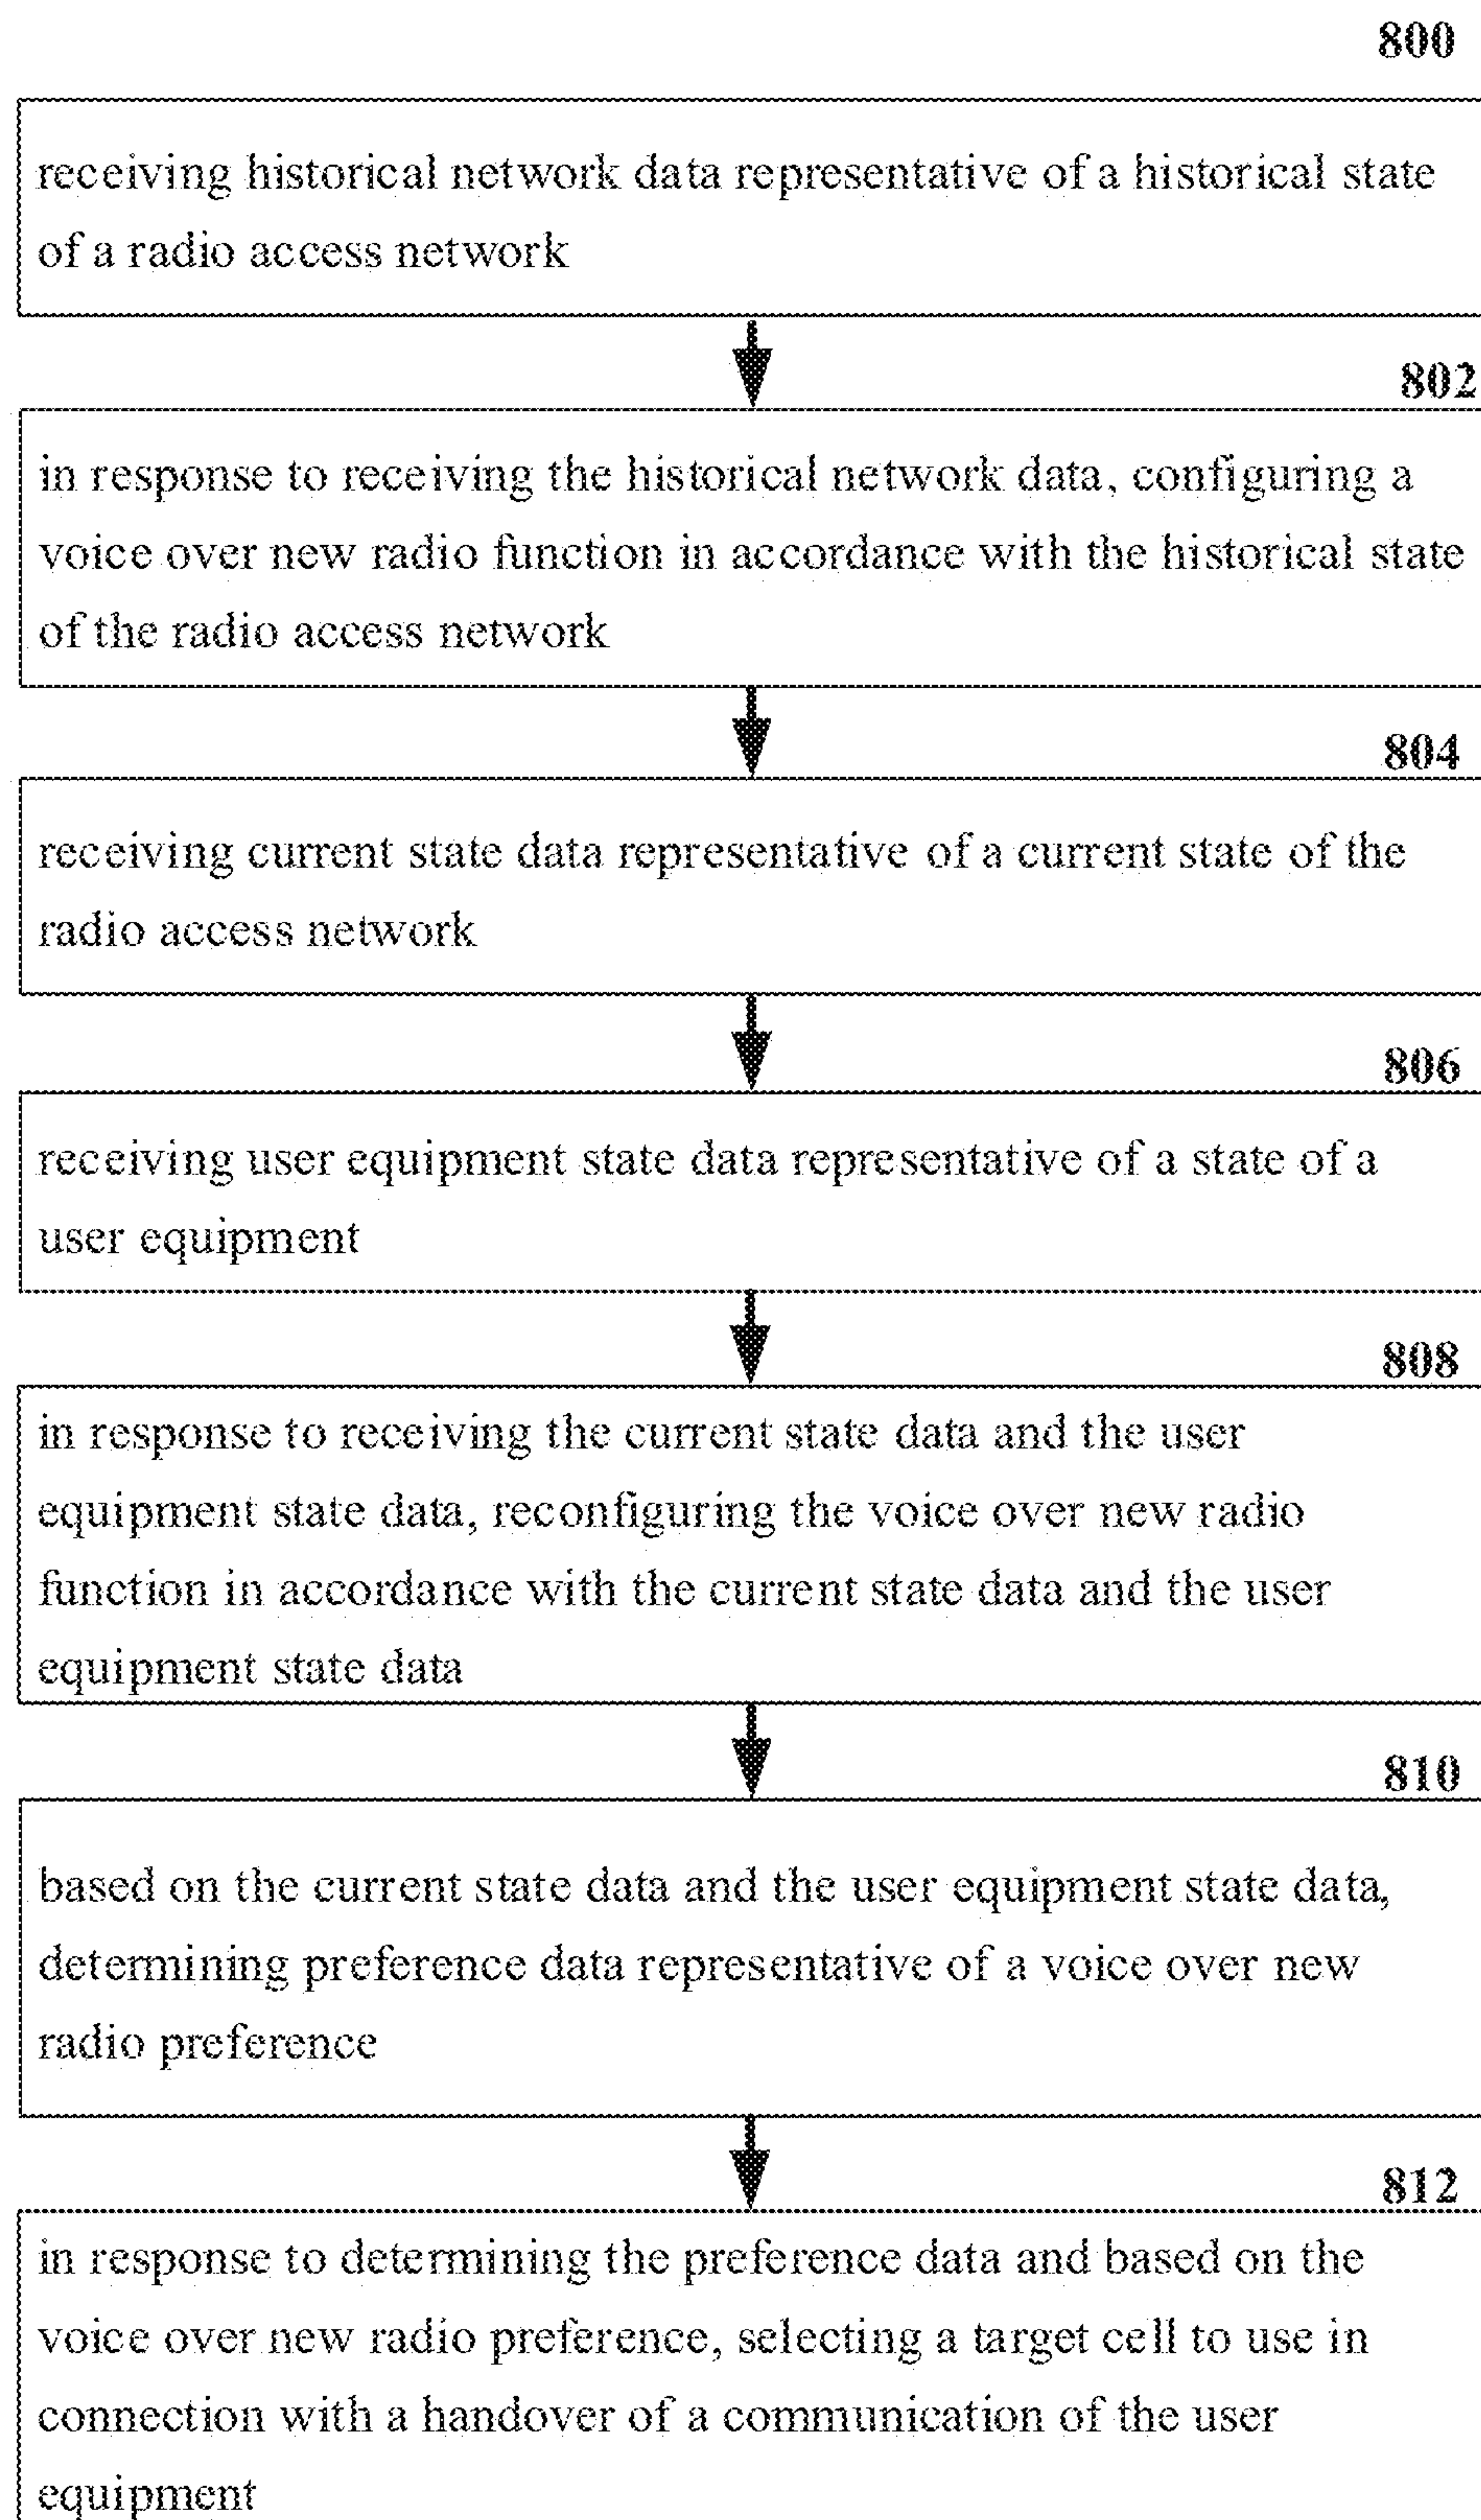 800
receiving historical network data representative of a historical state
of a radio access network
802
in response to receiving the historical network data, configuring a
voice over new radio function in accordance with the historical state
of the radio access network
804
receiving current state data representative of a current state of the
radio access network
806
receiving user equipment state data representative of a state of a
user equipment
808
in response to receiving the current state data and the user
equipment state data, reconfiguring the voice over new radio
function in accordance with the current state data and the user
equipment state data
810
based on the current state data and the user equipment state data,
determining preference data representative of a voice over new
radio preference
812
in response to determining the preference data and based on the
voice over new radio preference, selecting a target cell to use in
connection with a handover of a communication of the user
equipment